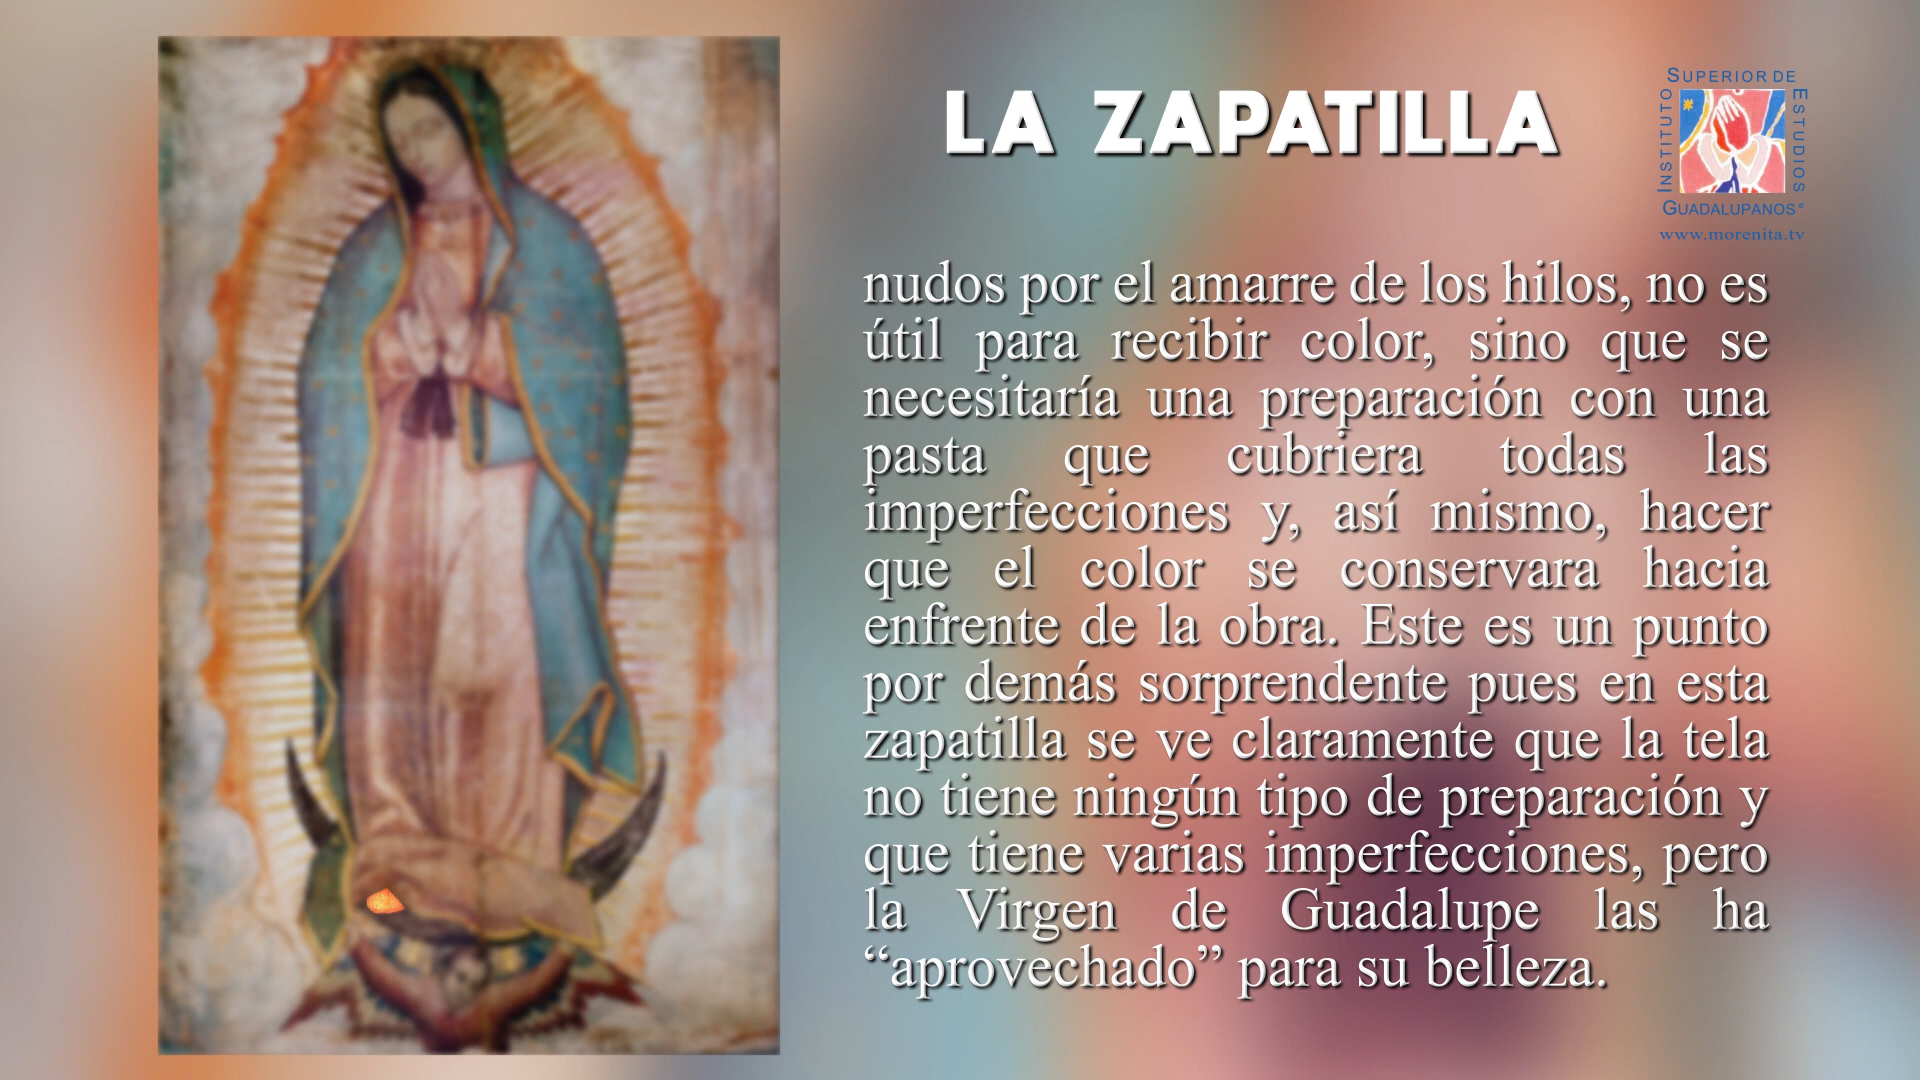 LA ZAPATILLA
SUPERIOR DE
INSTITUTO
ESTUDIOS
GUADALUPANOS®
www.morenita.tv
nudos por el amarre de los hilos, no es
útil para recibir color, sino que se
necesitaría una preparación con una
pasta que cubriera todas las
imperfecciones y, así mismo, hacer
que el color se conservara hacia
enfrente de la obra. Este es un punto
por demás sorprendente pues en esta
zapatilla se ve claramente que la tela
no tiene ningún tipo de preparación y
que tiene varias imperfecciones, pero
la Virgen de Guadalupe las ha
“aprovechado” para su belleza.